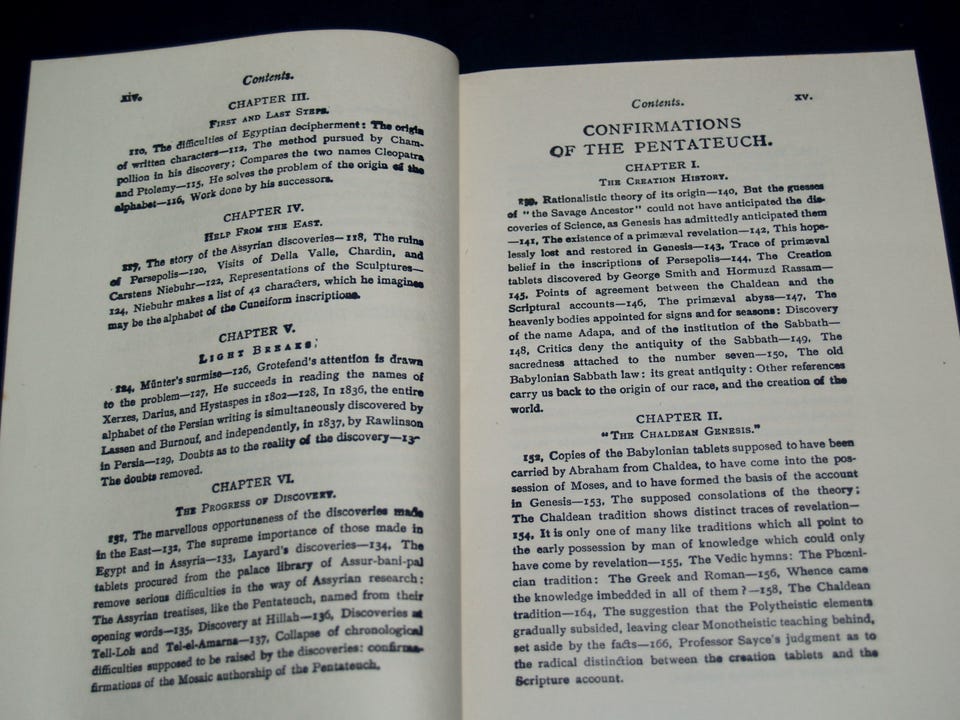 xiv.
Contents.
CHAPTER III.
FIRST AND LAST STEPS.
110, The difficulties of Egyptian decipherment: The origin
of written characters—112, The method pursued by Cham-
pollion in his discovery; Compares the two names Cleopatra
and Ptolemy—115, He solves the problem of the origin of the
alphabet—116, Work done by his successors.
CHAPTER IV.
HELP FROM THE EAST.
The story of the Assyrian discoveries—118, The ruins
of Persepolis—120, Visits of Della Valle, Chardin, and
Carstens Niebuhr—122, Representations of the Sculptures—
124, Niebuhr makes a list of 42 characters, which he imagines
may be the alphabet of the Cuneiform inscriptions.
CHAPTER V.
LIGHT BREAKS.
Münter's surmise—126, Grotefend's attention is drawn
to the problem—127, He succeeds in reading the names of
Xerxes, Darius, and Hystaspes in 1802—128, In 1836, the entire
alphabet of the Persian writing is simultaneously discovered by
Lassen and Burnouf, and independently, in 1837, by Rawlinson
in Persia—129, Doubts as to the reality of the discovery—
The doubts removed.
CHAPTER VI.
THE PROGRESS OF DISCOVERY.
The marvellous opportuneness of the discoveries made
in the East—132, The supreme importance of those made in
Egypt and in Assyria—133, Layard's discoveries—134, The
tablets procured from the palace library of Assur-bani-pal
remove serious difficulties in the way of Assyrian research:
The Assyrian treatises, like the Pentateuch, named from their
opening words—135, Discovery at Hillah—136, Discoveries at
Tell-Loh and Tel-el-Amarna—137, Collapse of chronological
difficulties supposed to be raised by the discoveries: confirma-
firmations of the Mosaic authorship of the Pentateuch.
Contents.
xv.
CONFIRMATIONS
OF THE PENTATEUCH.
CHAPTER I.
THE CREATION HISTORY.
Rationalistic theory of its origin—140, But the guesses
of "the Savage Ancestor" could not have anticipated the dis-
coveries of Science, as Genesis has admittedly anticipated them
—141, The existence of a primæval revelation—142, This hope-
lessly lost and restored in Genesis—143, Trace of primæval
belief in the inscriptions of Persepolis—144, The Creation
tablets discovered by George Smith and Hormuzd Rassam—
145, Points of agreement between the Chaldean and the
Scriptural accounts—146, The primæval abyss—147, The
heavenly bodies appointed for signs and for seasons: Discovery
of the name Adapa, and of the institution of the Sabbath—
148, Critics deny the antiquity of the Sabbath—149, The
sacredness attached to the number seven—150, The old
Babylonian Sabbath law: its great antiquity: Other references
carry us back to the origin of our race, and the creation of the
world.
CHAPTER II.
"THE CHALDEAN GENESIS."
152, Copies of the Babylonian tablets supposed to have been
carried by Abraham from Chaldea, to have come into the pos-
session of Moses, and to have formed the basis of the account
in Genesis—153, The supposed consolations of the theory;
The Chaldean tradition shows distinct traces of revelation—
154, It is only one of many like traditions which all point to
the early possession by man of knowledge which could only
have come by revelation—155, The Vedic hymns: The Phœni-
cian tradition: The Greek and Roman—156, Whence came
the knowledge imbedded in all of them?—158, The Chaldean
tradition—164, The suggestion that the Polytheistic elements
gradually subsided, leaving clear Monotheistic teaching behind,
set aside by the facts—166, Professor Sayce's judgment as to
the radical distinction between the creation tablets and the
Scripture account.